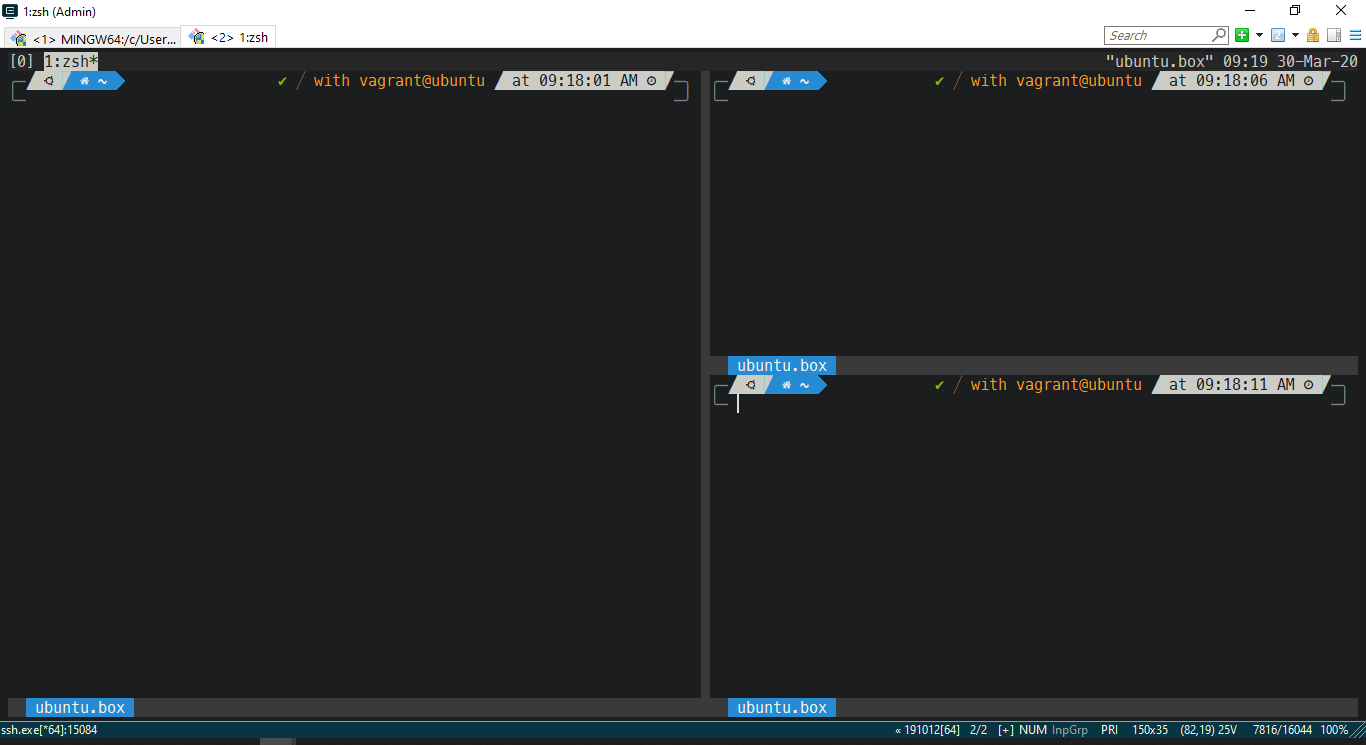 1:zsh (Admin)
<1> MINGW64:/c/User... <2> 1:zsh Search
[0] 1:zsh* "ubuntu.box" 09:19 30-Mar-20
~ ✔ with vagrant@ubuntu at 09:18:01 AM
~ ✔ with vagrant@ubuntu at 09:18:06 AM
ubuntu.box
~ ✔ with vagrant@ubuntu at 09:18:11 AM
ubuntu.box ubuntu.box
ssh.exe[*64]:15084 « 191012[64] 2/2 [+] NUM InpGrp PRI 150x35 (82,19) 25V 7816/16044 100%